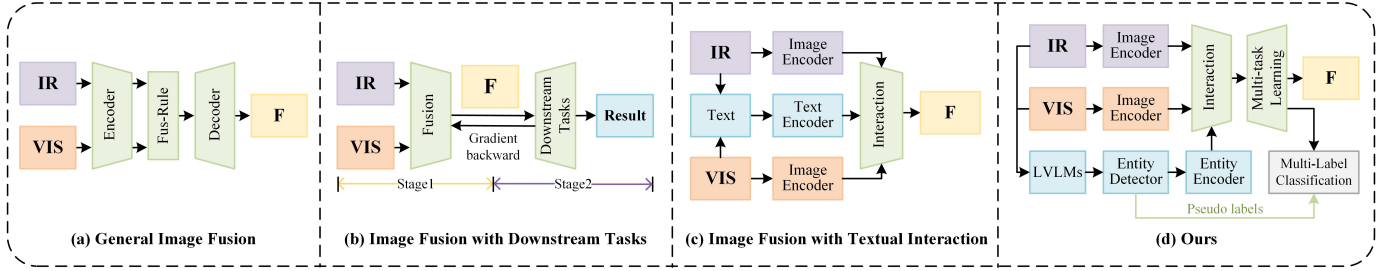 IR
VIS
Encoder
Fus-Rule
Decoder
F
(a) General Image Fusion
IR
VIS
Fusion
F
Gradient
backward
Downstream
Tasks
Result
Stage1
Stage2
(b) Image Fusion with Downstream Tasks
IR
Image
Encoder
Text
Text
Encoder
VIS
Image
Encoder
Interaction
F
(c) Image Fusion with Textual Interaction
IR
Image
Encoder
VIS
Image
Encoder
LVLMs
Entity
Detector
Entity
Encoder
Interaction
Multi-task
Learning
F
Multi-Label
Classification
Pseudo labels
(d) Ours